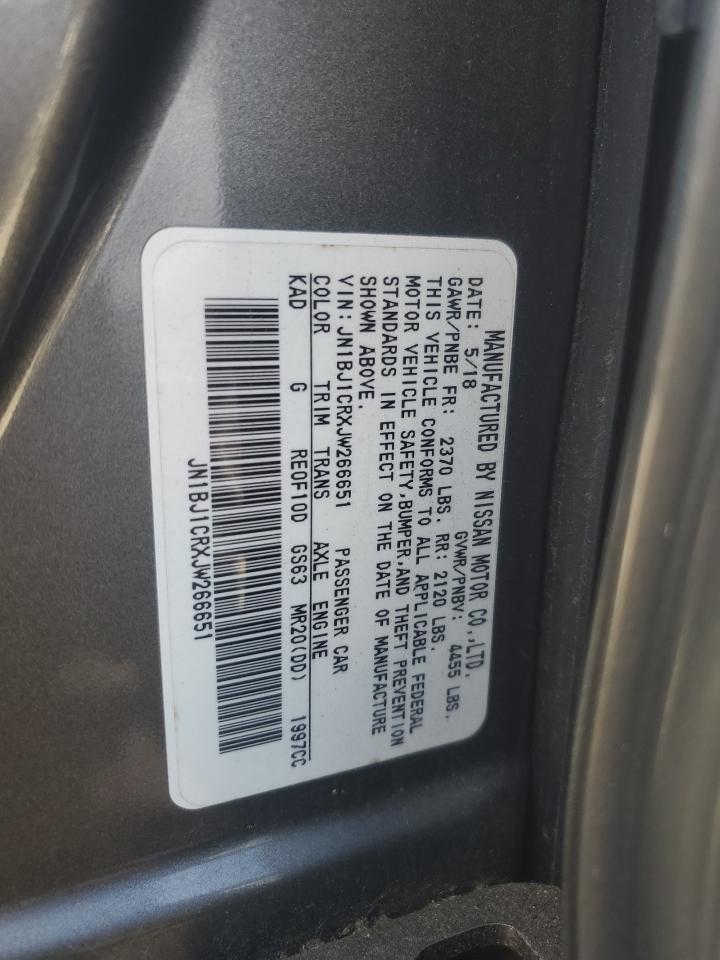 MANUFACTURED BY NISSAN MOTOR CO.,LTD.
DATE: 5/18 GVWR/PNBV: 4455 LBS.
GAWR/PNBE FR: 2370 LBS. RR: 2120 LBS.
THIS VEHICLE CONFORMS TO ALL APPLICABLE FEDERAL
MOTOR VEHICLE SAFETY,BUMPER,AND THEFT PREVENTION
STANDARDS IN EFFECT ON THE DATE OF MANUFACTURE
SHOWN ABOVE.
VIN: JN1BJ1CRXJW266651 PASSENGER CAR
COLOR TRIM TRANS AXLE ENGINE
KAD G RE0F10D GS63 MR20(DD) 1997CC
JN1BJ1CRXJW266651